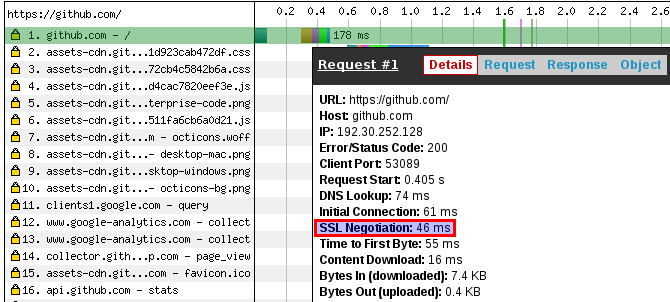 https://github.com/
0.2 0.4 0.6 0.8 1.0 1.2 1.4 1.6 1.8 2.0 2.2 2.4 2.6
1. github.com - /
178 ms
2. assets-cdn.git...1d923cab472df.css
3. assets-cdn.git...72cb4c5842b6a.css
4. assets-cdn.git...d4cac7820eef3e.js
5. assets-cdn.git...terprise-code.png
6. assets-cdn.git...511fa6cb6a0d21.js
7. assets-cdn.git...m - octicons.woff
8. assets-cdn.git...- desktop-mac.png
9. assets-cdn.git...sktop-windows.png
10. assets-cdn.git...- octicons-bg.png
11. clients1.google.com - query
12. www.google-analytics.com - collect
13. www.google-analytics.com - collect
14. collector.gith...p.com - page_view
15. assets-cdn.git...com - favicon.ico
16. api.github.com - stats
Request #1
Details Request Response Object
URL: https://github.com/
Host: github.com
IP: 192.30.252.128
Error/Status Code: 200
Client Port: 53089
Request Start: 0.405 s
DNS Lookup: 74 ms
Initial Connection: 61 ms
SSL Negotiation: 46 ms
Time to First Byte: 55 ms
Content Download: 16 ms
Bytes In (downloaded): 7.4 KB
Bytes Out (uploaded): 0.4 KB